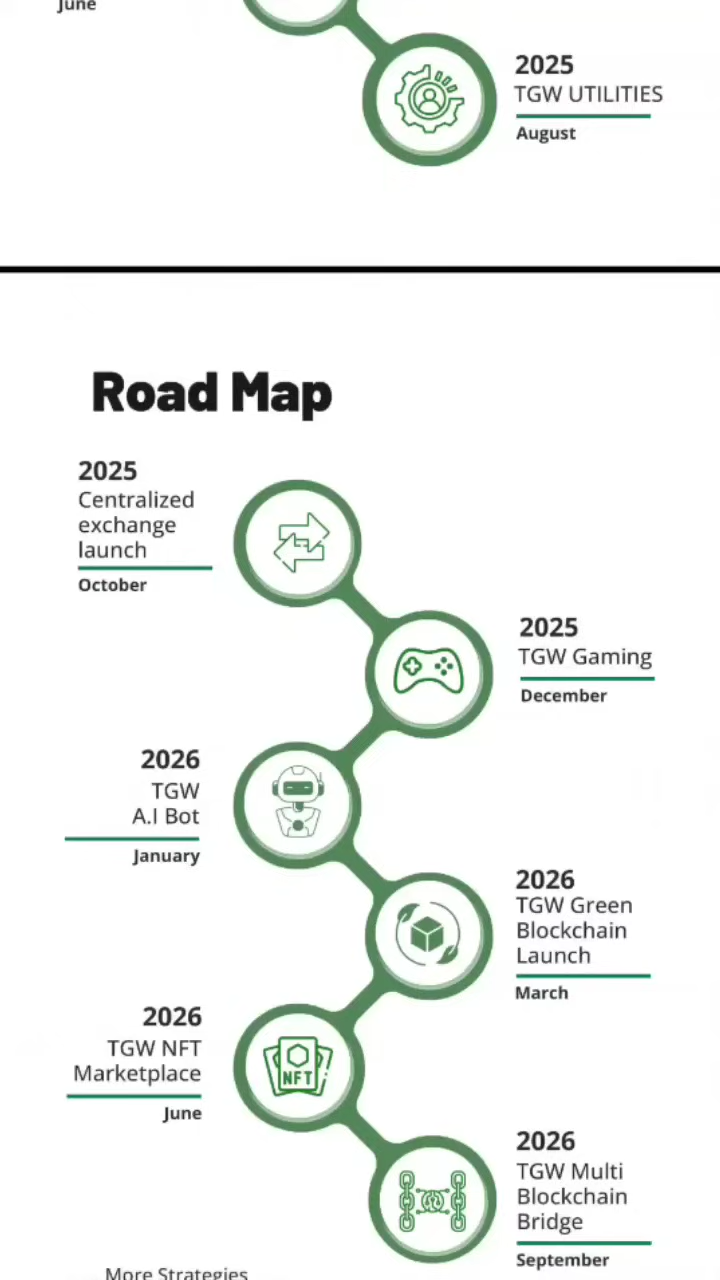 June
2025
TGW UTILITIES
August
Road Map
2025
Centralized
exchange
launch
October
2025
TGW Gaming
December
2026
TGW
A.I Bot
January
2026
TGW Green
Blockchain
Launch
March
2026
TGW NFT
Marketplace
June
NFT
2026
TGW Multi
Blockchain
Bridge
September
More Strategies